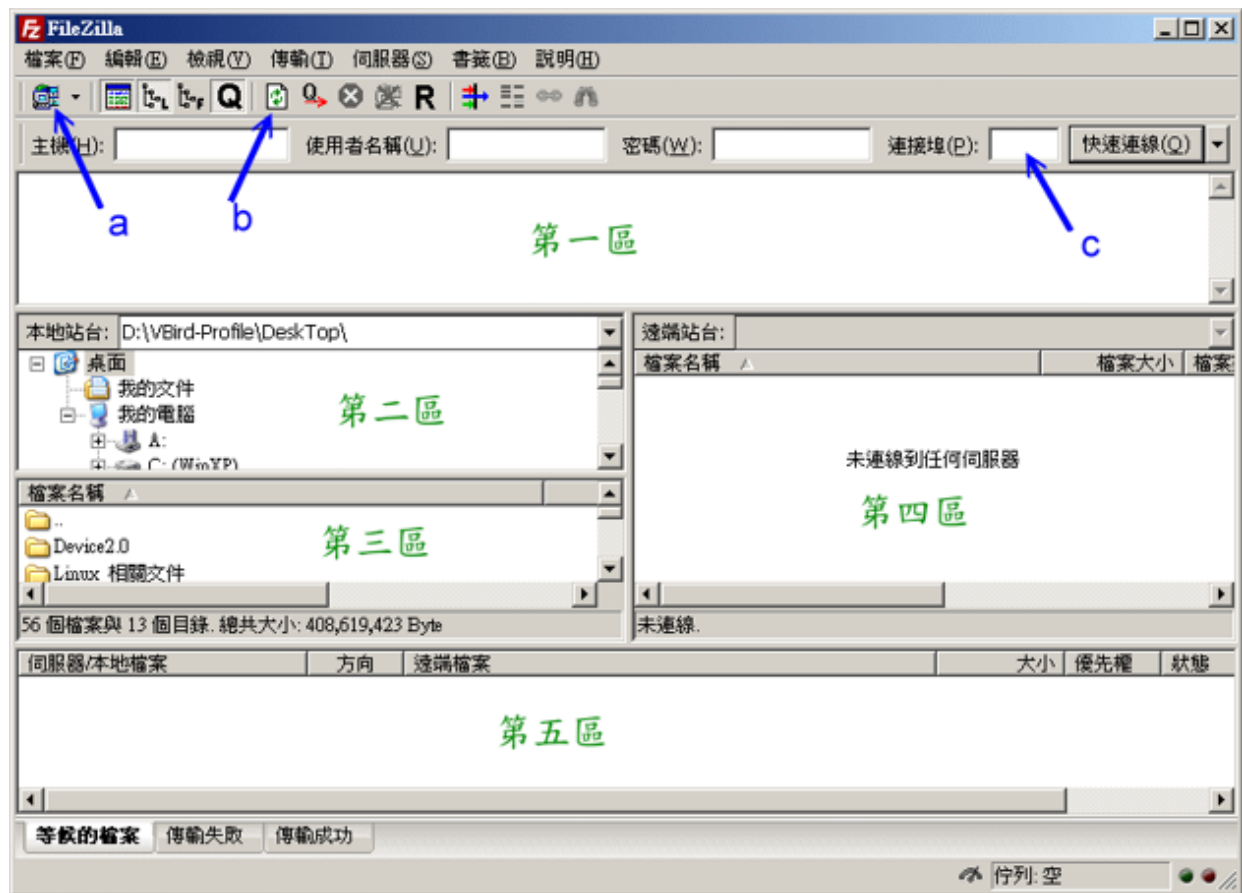 FileZilla
檔案(F) 編輯(E) 檢視(V) 傳輸(T) 伺服器(S) 書籤(B) 說明(H)
主機(H): 使用者名稱(U): 密碼(W): 連接埠(P): 快速連線(Q)
a
b
c
第一區
本地站台: D:\VBird-Profile\DeskTop\
桌面
我的文件
我的電腦
A:
C: (WinXP)
第二區
檔案名稱
..
Device2.0
Linux 相關文件
第三區
56 個檔案與 13 個目錄. 總共大小: 408,619,423 Byte
遠端站台:
檔案名稱 檔案大小 檔案
未連線到任何伺服器
第四區
未連線.
伺服器/本地檔案 方向 遠端檔案 大小 優先權 狀態
第五區
等候的檔案 傳輸失敗 傳輸成功
佇列: 空